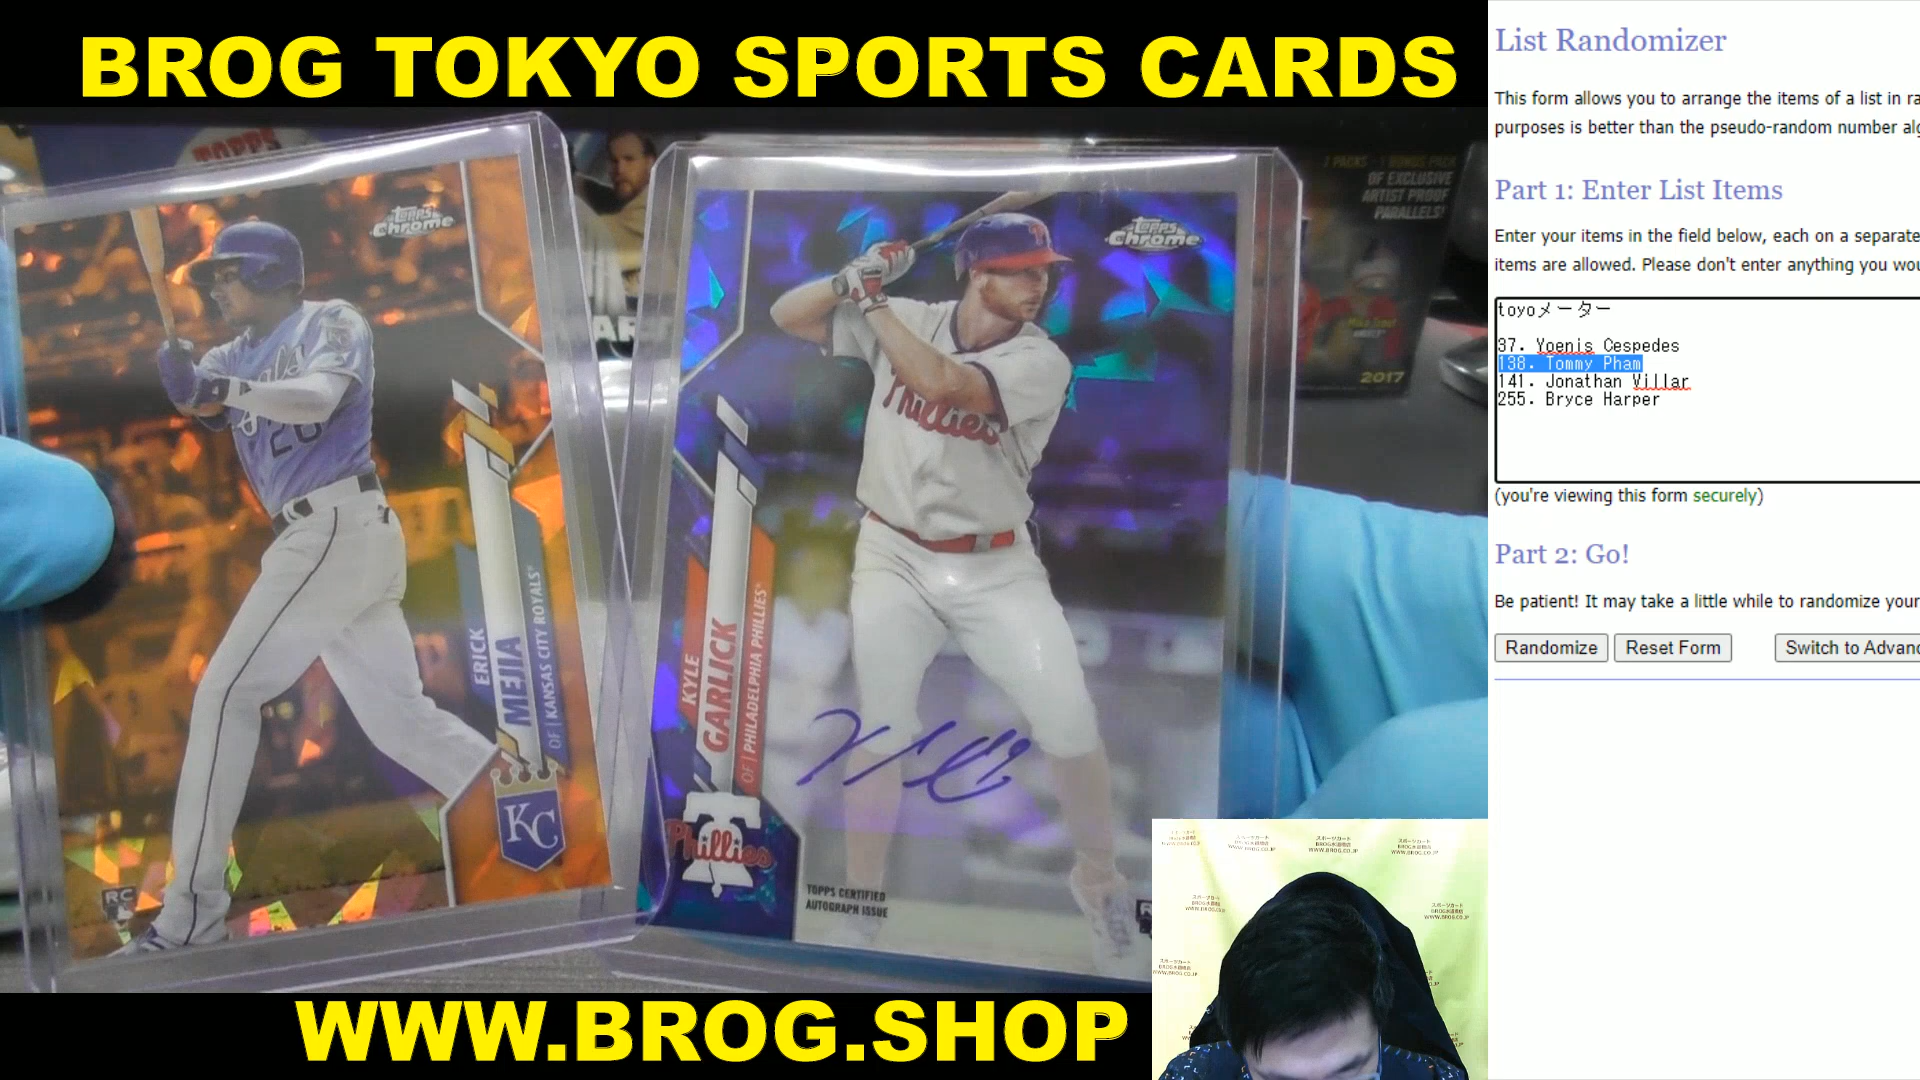 BROG TOKYO SPORTS CARDS
TOPPS
Topps
Chrome
ERICK
MEJIA
OF | KANSAS CITY ROYALS®
KC
RC
Topps
Chrome
Phillies
KYLE
GARLICK
OF | PHILADELPHIA PHILLIES®
Phillies
TOPPS CERTIFIED
AUTOGRAPH ISSUE
OF EXCLUSIVE
ARTIST PROOF
PARALLELS!
2017
WWW.BROG.SHOP
List Randomizer
This form allows you to arrange the items of a list in ra
purposes is better than the pseudo-random number alg
Part 1: Enter List Items
Enter your items in the field below, each on a separate
items are allowed. Please don't enter anything you wou
toyoメーター
37. Yoenis Cespedes
138. Tommy Pham
141. Jonathan Villar
255. Bryce Harper
(you're viewing this form securely)
Part 2: Go!
Be patient! It may take a little while to randomize your
Randomize
Reset Form
Switch to Advanc